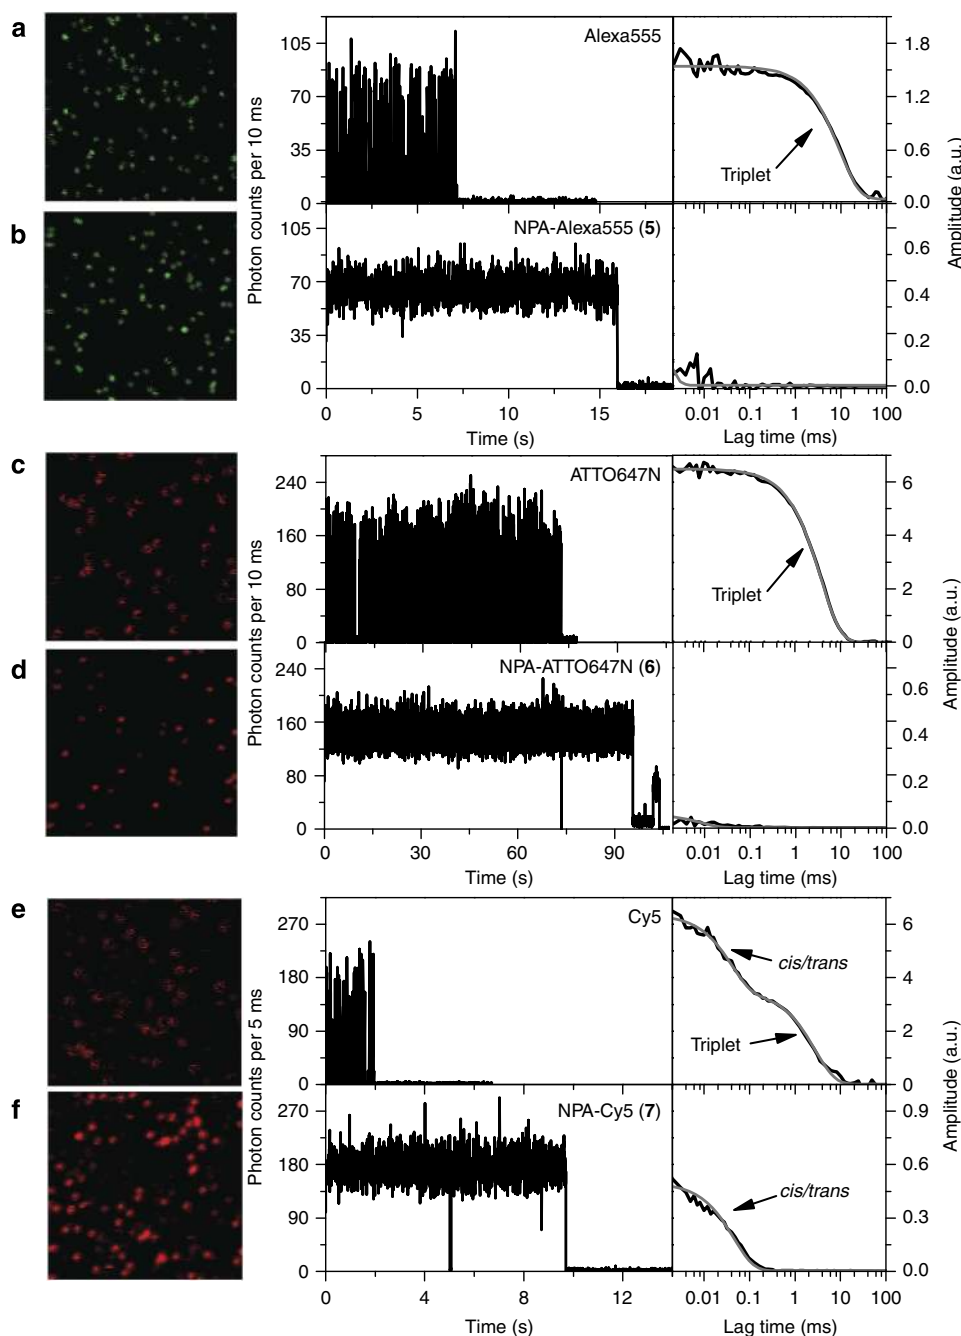 a
Photon counts per 10 ms
105
70
35
0
Alexa555
Triplet
1.8
1.2
0.6
0.0
Amplitude (a.u.)
b
105
70
35
0
NPA-Alexa555 (5)
0.6
0.4
0.2
0.0
0 5 10 15
Time (s)
0.01 0.1 1 10 100
Lag time (ms)
c
Photon counts per 10 ms
240
160
80
0
ATTO647N
Triplet
6
4
2
0
Amplitude (a.u.)
d
240
160
80
0
NPA-ATTO647N (6)
0.6
0.4
0.2
0.0
0 30 60 90
Time (s)
0.01 0.1 1 10 100
Lag time (ms)
e
Photon counts per 5 ms
270
180
90
0
Cy5
cis/trans
Triplet
6
4
2
0
Amplitude (a.u.)
f
270
180
90
0
NPA-Cy5 (7)
cis/trans
0.9
0.6
0.3
0.0
0 4 8 12
Time (s)
0.01 0.1 1 10 100
Lag time (ms)